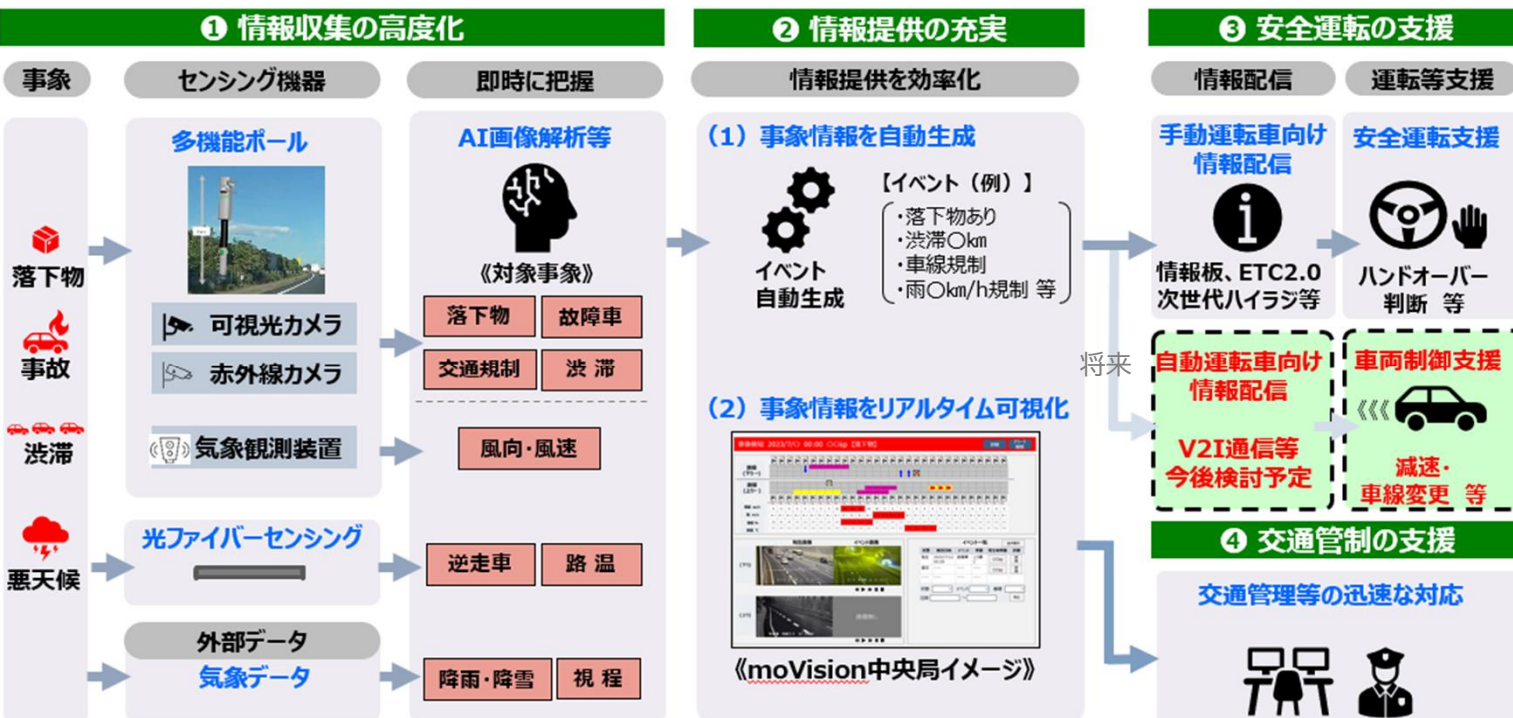 ❶ 情報収集の高度化
事象
センシング機器
即時に把握
落下物
事故
渋滞
悪天候
多機能ポール
可視光カメラ
赤外線カメラ
気象観測装置
光ファイバーセンシング
外部データ
気象データ
AI画像解析等
《対象事象》
落下物
故障車
交通規制
渋 滞
風向・風速
逆走車
路 温
降雨・降雪
視 程
❷ 情報提供の充実
情報提供を効率化
(1)事象情報を自動生成
イベント
自動生成
【イベント(例)】
・落下物あり
・渋滞〇km
・車線規制
・雨〇km/h規制 等
(2)事象情報をリアルタイム可視化
《moVision中央局イメージ》
❸ 安全運転の支援
情報配信
運転等支援
手動運転車向け
情報配信
情報板、ETC2.0
次世代ハイラジ等
安全運転支援
ハンドオーバー
判断 等
将来
自動運転車向け
情報配信
V2I通信等
今後検討予定
車両制御支援
減速・
車線変更 等
❹ 交通管制の支援
交通管理等の迅速な対応